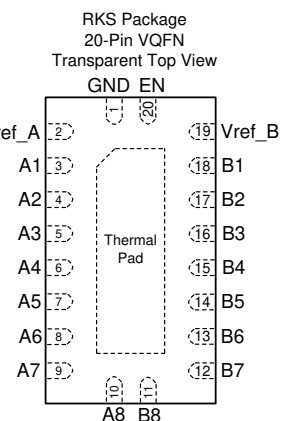 RKS Package
20-Pin VQFN
Transparent Top View
GND EN
1 20
ref_A 2 19 Vref_B
A1 3 18 B1
A2 4 17 B2
A3 5 16 B3
A4 6 15 B4
A5 7 14 B5
A6 8 13 B6
A7 9 12 B7
Thermal
Pad
10 11
A8 B8